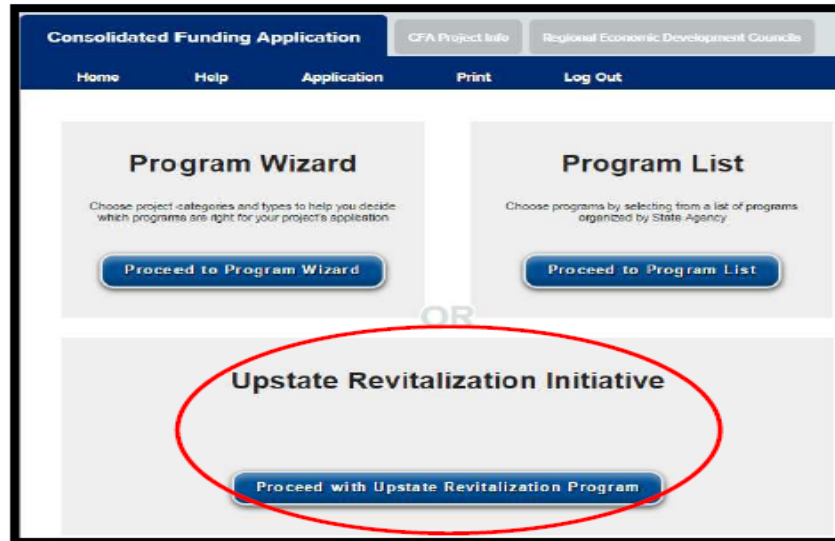 Consolidated Funding Application
CFA Project Info
Regional Economic Development Councils
Home Help Application Print Log Out
Program Wizard
Choose project categories and types to help you decide
which programs are right for your project's application
Proceed to Program Wizard
Program List
Choose programs by selecting from a list of programs
organized by State Agency
Proceed to Program List
OR
Upstate Revitalization Initiative
Proceed with Upstate Revitalization Program